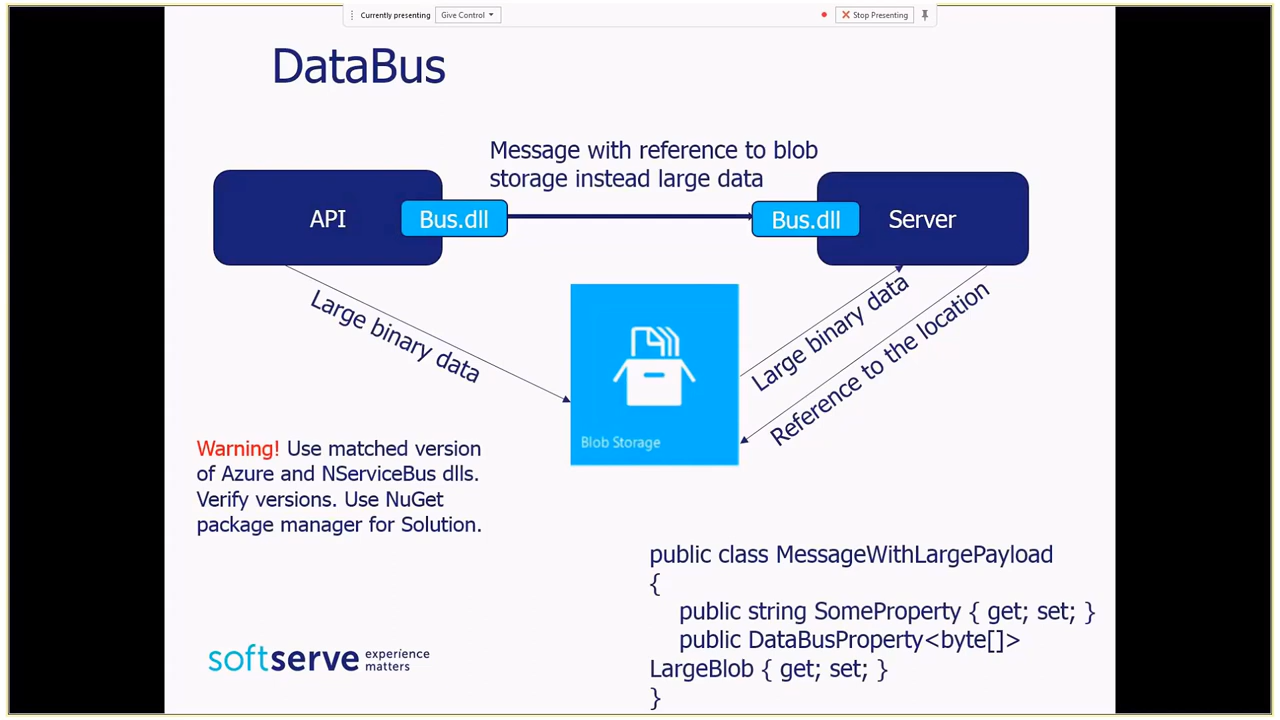 Currently presenting
Give Control
Stop Presenting
DataBus
Message with reference to blob
storage instead large data
API
Bus.dll
Bus.dll
Server
Large binary data
Large binary data
Reference to the location
Blob Storage
Warning! Use matched version
of Azure and NServiceBus dlls.
Verify versions. Use NuGet
package manager for Solution.
public class MessageWithLargePayload
{
public string SomeProperty { get; set; }
public DataBusProperty<byte[]>
LargeBlob { get; set; }
}
softserve
experience
matters